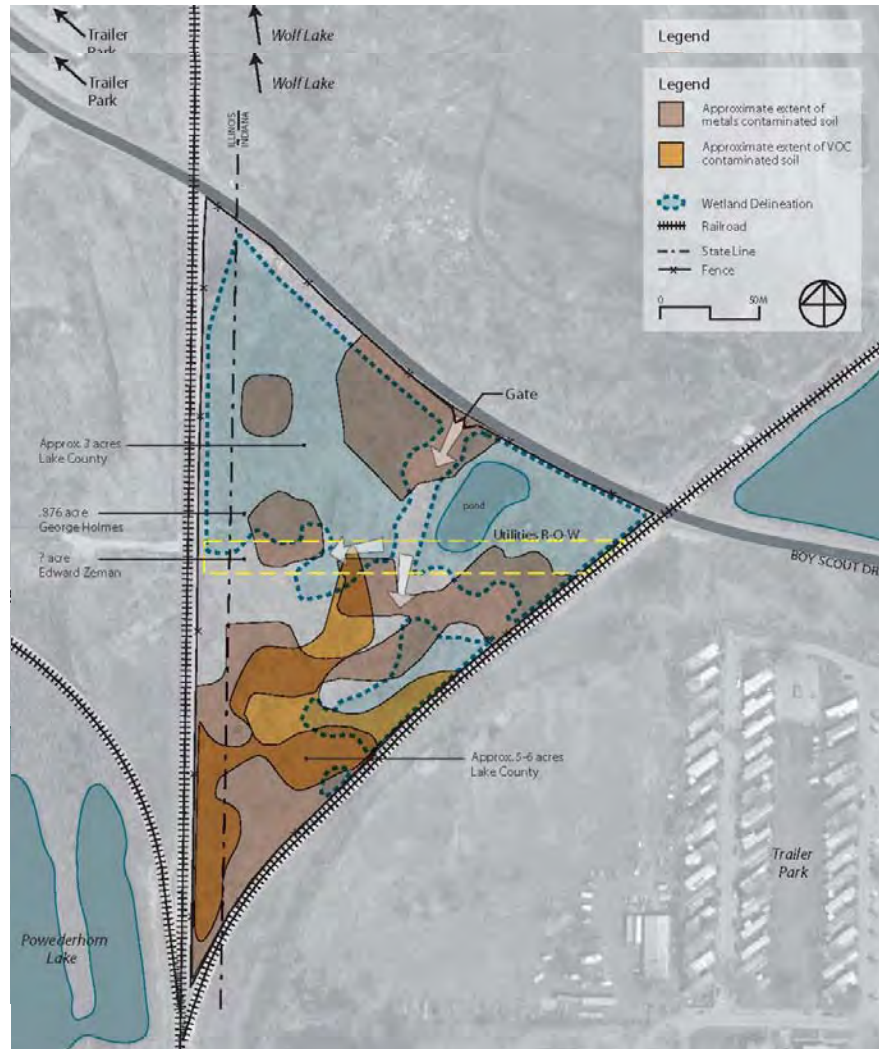 Trailer
Park
Wolf Lake
Trailer
Park
Wolf Lake
ILLINOIS
INDIANA
Legend
Legend
Approximate extent of
metals contaminated soil
Approximate extent of VOC
contaminated soil
Wetland Delineation
Railroad
State Line
Fence
0
50M
Gate
Approx. 3 acres
Lake County
.876 acre
George Holmes
? acre
Edward Zeman
pond
Utilities R-O-W
BOY SCOUT DR
Approx. 5-6 acres
Lake County
Trailer
Park
Powederhorn
Lake